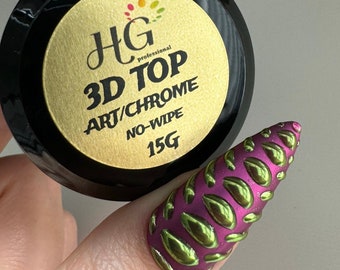 HG
professional
3D TOP
ART/CHROME
NO-WIPE
15G